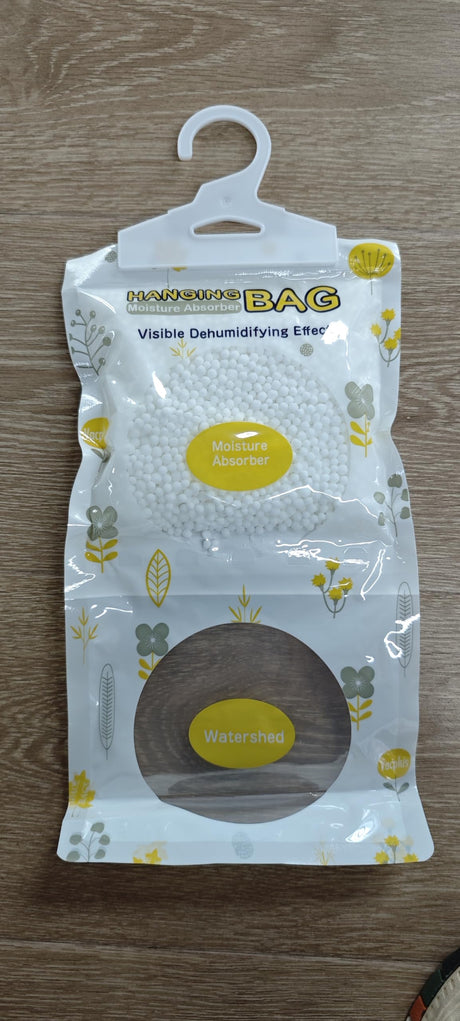 HANGING
Moisture Absorber
BAG
Visible Dehumidifying Effect
Moisture
Absorber
Watershed